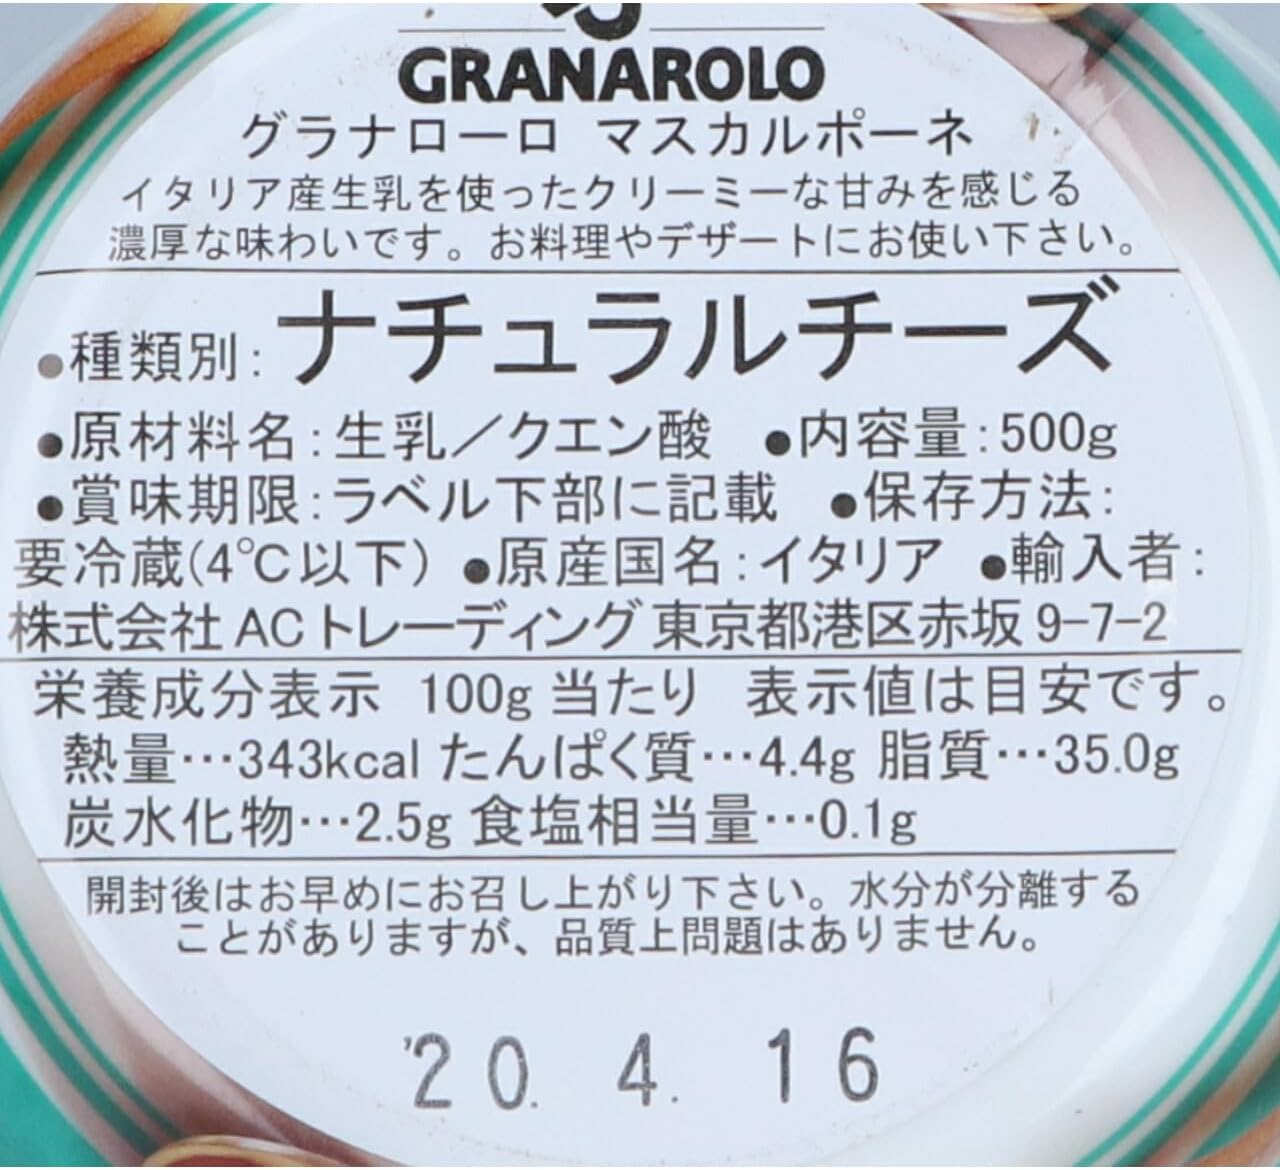 GRANAROLO
グラナローロ マスカルポーネ
イタリア産生乳を使ったクリーミーな甘みを感じる
濃厚な味わいです。お料理やデザートにお使い下さい。
●種類別:ナチュラルチーズ
●原材料名:生乳／クエン酸 ●内容量:500g
●賞味期限:ラベル下部に記載 ●保存方法:
要冷蔵(4℃以下) ●原産国名:イタリア ●輸入者:
株式会社ACトレーディング 東京都港区赤坂9-7-2
栄養成分表示 100g当たり 表示値は目安です。
熱量…343kcal たんぱく質…4.4g 脂質…35.0g
炭水化物…2.5g 食塩相当量…0.1g
開封後はお早めにお召し上がり下さい。水分が分離する
ことがありますが、品質上問題はありません。
'20. 4. 16